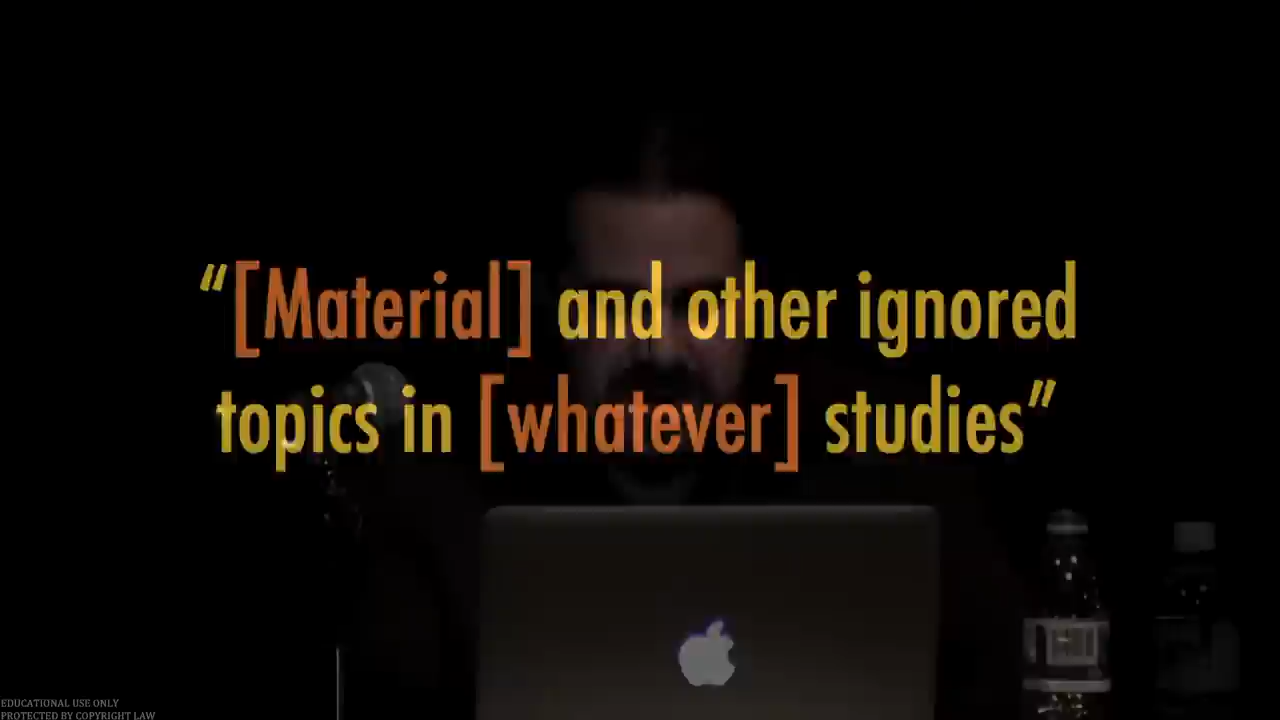 “[Material] and other ignored
topics in [whatever] studies”
EDUCATIONAL USE ONLY
PROTECTED BY COPYRIGHT LAW